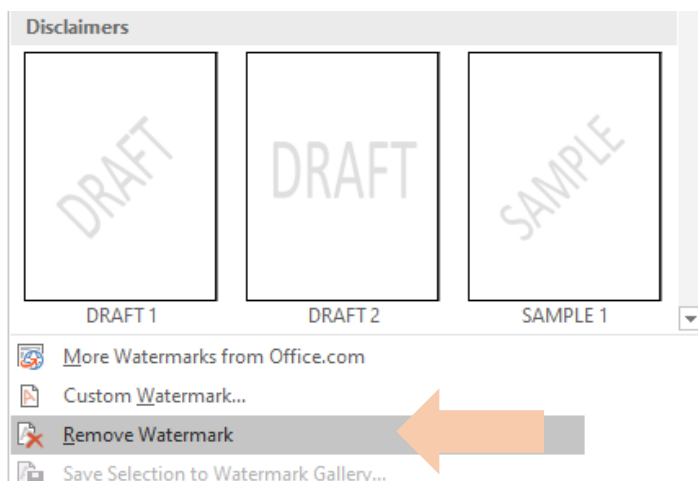 Disclaimers
DRAFT
DRAFT
SAMPLE
DRAFT 1
DRAFT 2
SAMPLE 1
More Watermarks from Office.com
Custom Watermark...
Remove Watermark
Save Selection to Watermark Gallery...